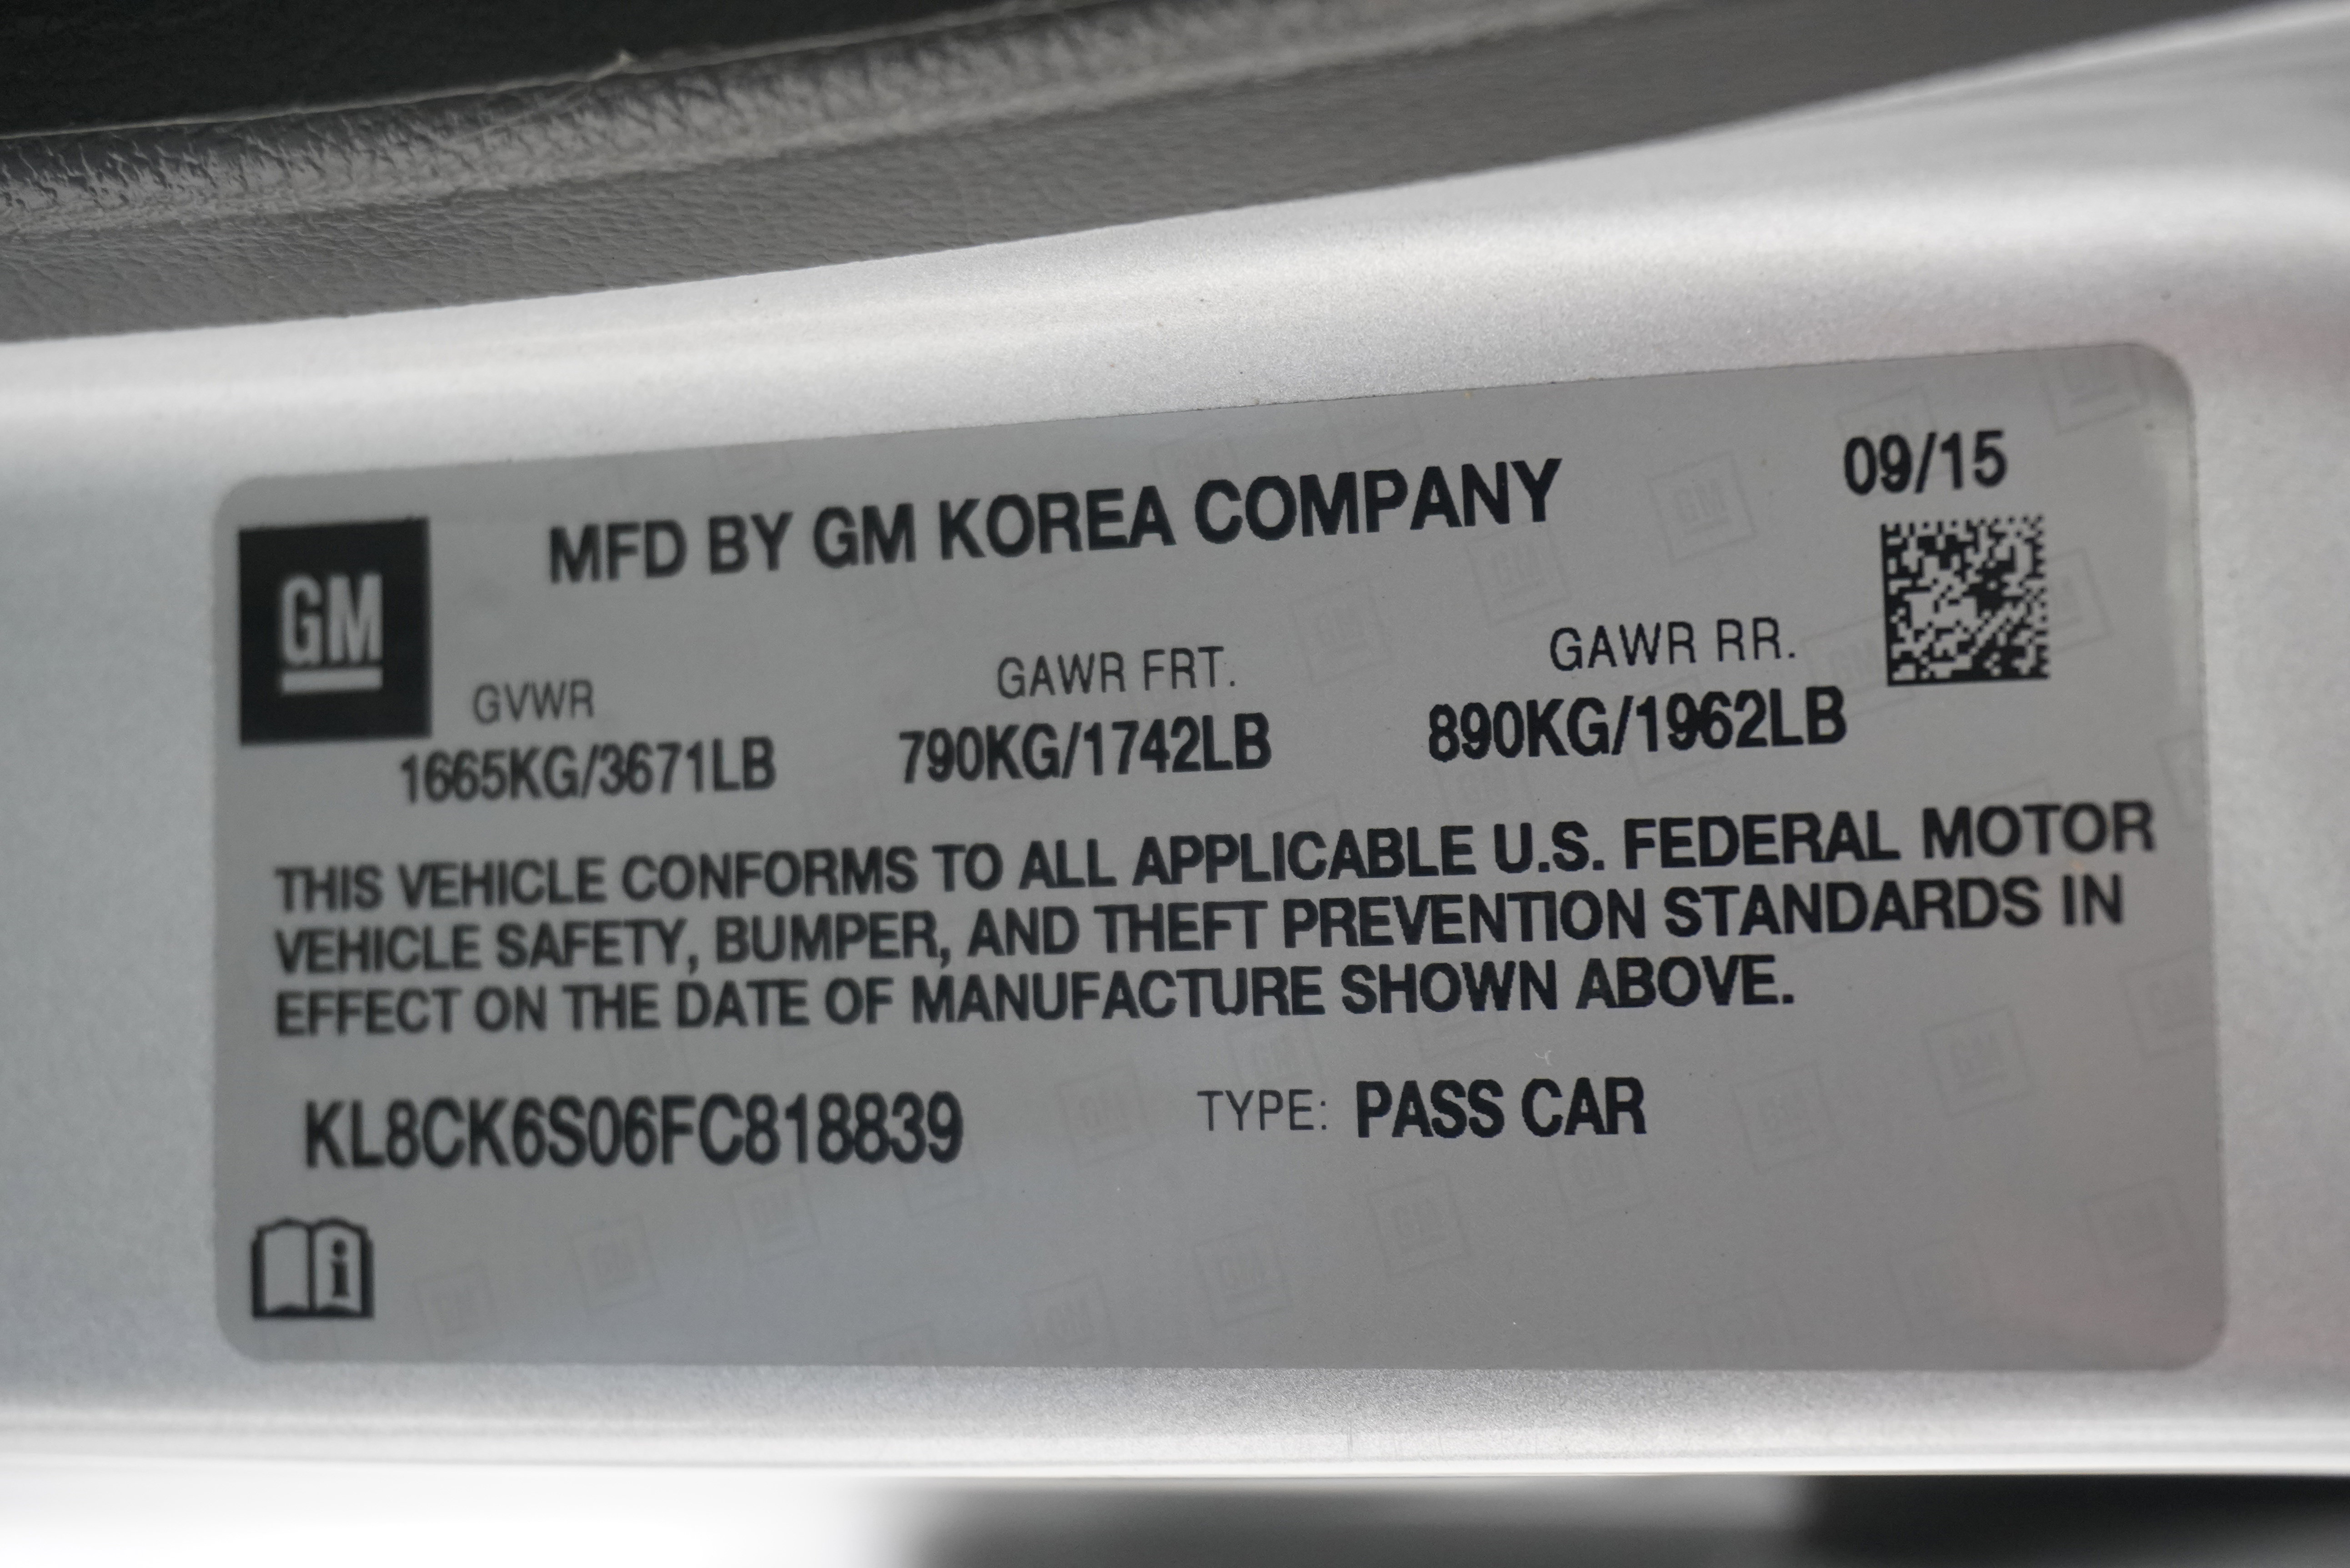 MFD BY GM KOREA COMPANY
09/15
GM
GVWR
GAWR FRT.
GAWR RR.
1665KG/3671LB
790KG/1742LB
890KG/1962LB
THIS VEHICLE CONFORMS TO ALL APPLICABLE U.S. FEDERAL MOTOR
VEHICLE SAFETY, BUMPER, AND THEFT PREVENTION STANDARDS IN
EFFECT ON THE DATE OF MANUFACTURE SHOWN ABOVE.
KL8CK6S06FC818839
TYPE: PASS CAR
i